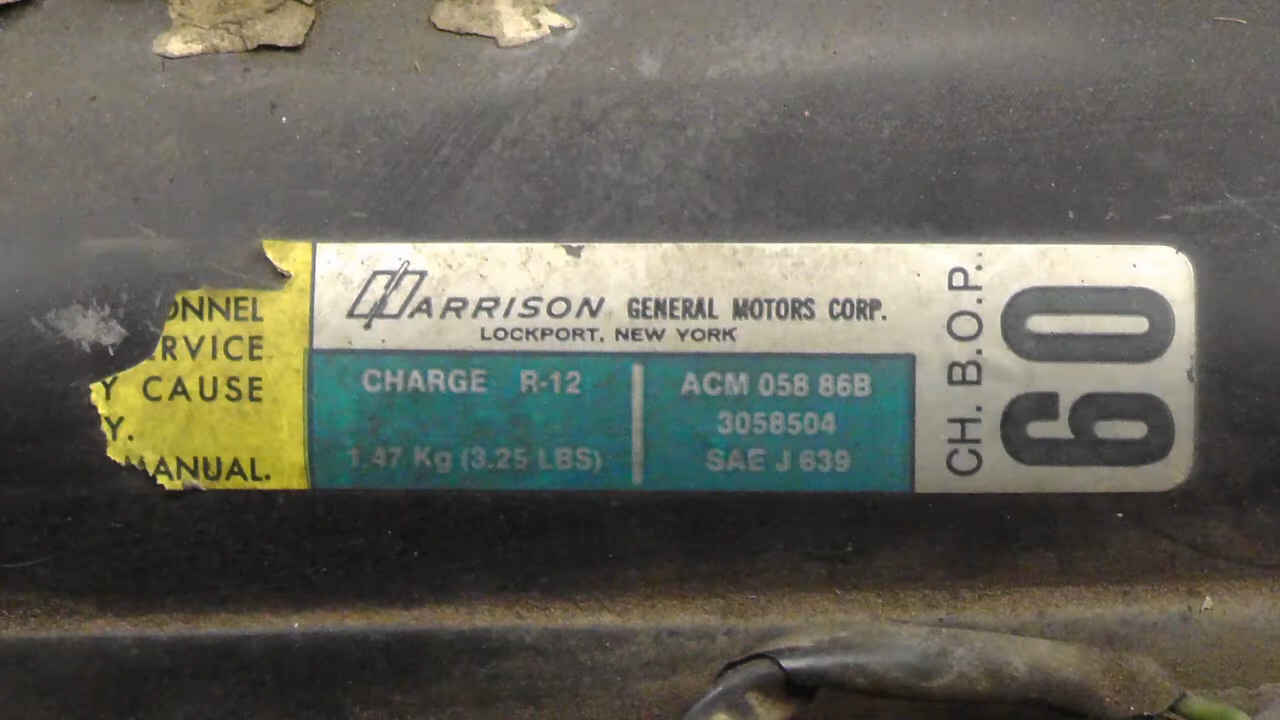 ONNEL
RVICE
Y CAUSE
Y.
MANUAL.
HARRISON GENERAL MOTORS CORP.
LOCKPORT, NEW YORK
CHARGE R-12
1.47 Kg (3.25 LBS)
ACM 058 86B
3058504
SAE J 639
CH. B.O.P.
60